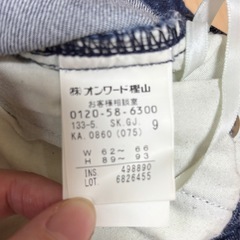 ㈱ オンワード樫山
お客様相談室
0120-58-6300
133-5. SK.GJ. 9
KA. 0860 (075)
W 62〜66
H 89〜93
INS 498890
LOT 6826455